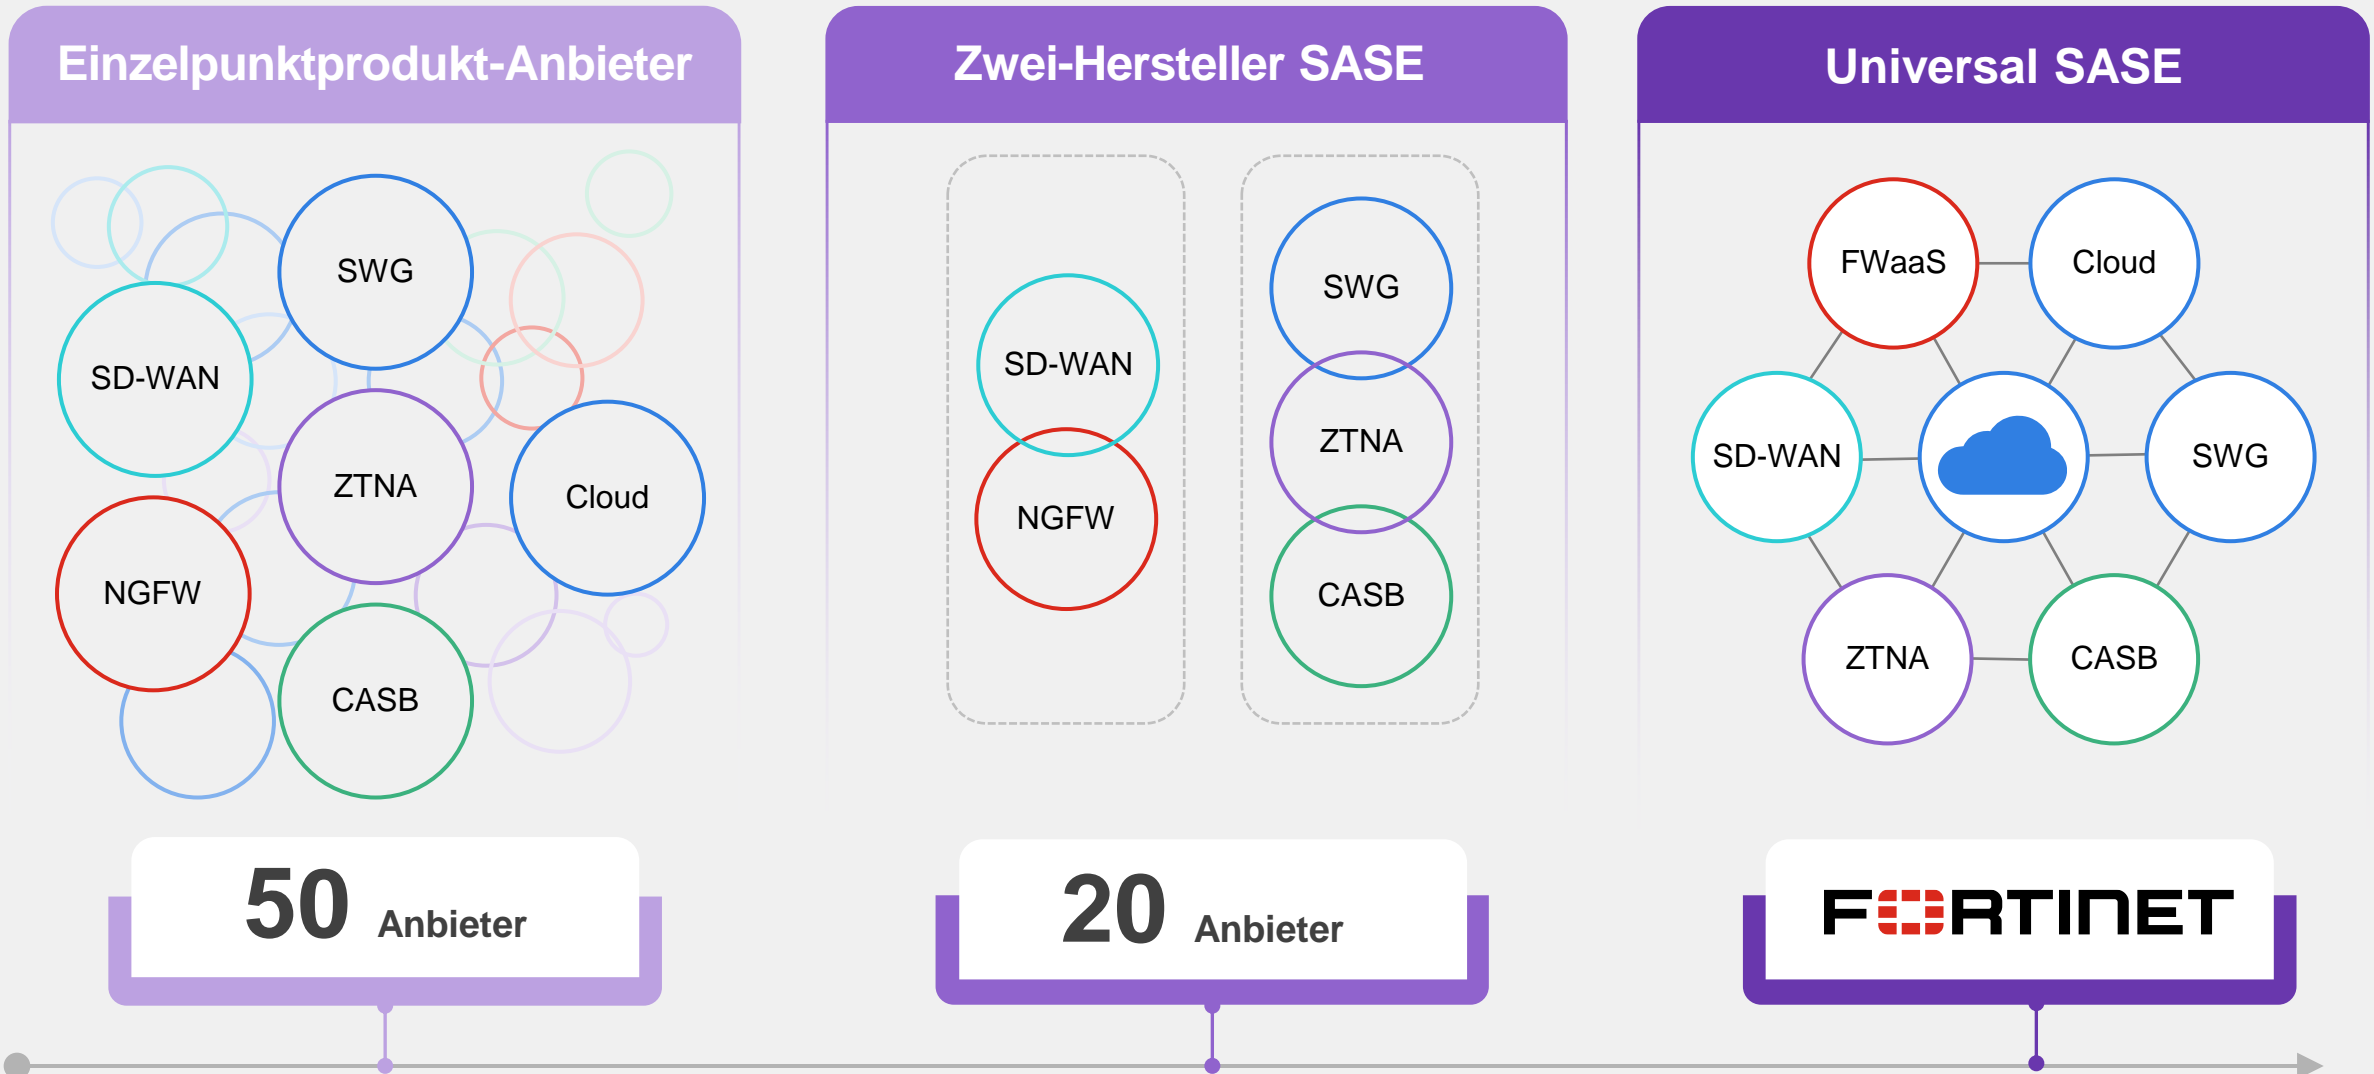 Einzelpunktprodukt-Anbieter
SWG
SD-WAN
ZTNA
Cloud
NGFW
CASB
50 Anbieter
Zwei-Hersteller SASE
SD-WAN
NGFW
SWG
ZTNA
CASB
20 Anbieter
Universal SASE
FWaaS
Cloud
SD-WAN
SWG
ZTNA
CASB
FORTINET